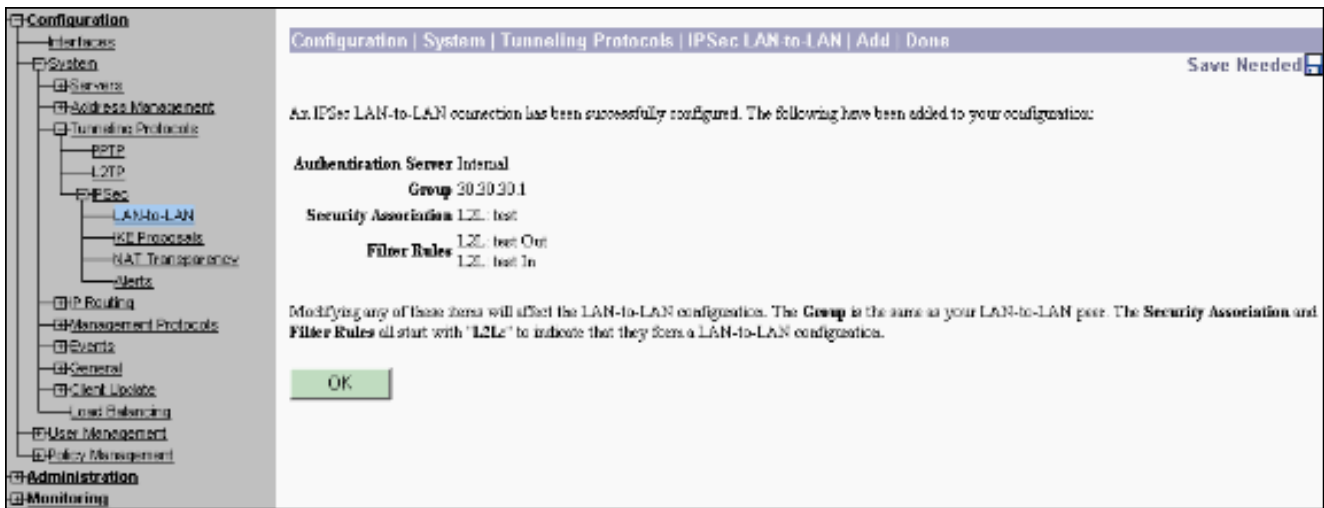 Configuration
Interfaces
System
Servers
Address Management
Tunneling Protocols
PPTP
L2TP
IPSec
LAN-to-LAN
IKE Proposals
NAT Transparency
Alerts
IP Routing
Management Protocols
Events
General
Client Update
Load Balancing
User Management
Policy Management
Administration
Monitoring
Configuration | System | Tunneling Protocols | IPSec LAN-to-LAN | Add | Done
Save Needed
An IPSec LAN-to-LAN connection has been successfully configured. The following have been added to your configuration:
Authentication Server Internal
Group 30.30.30.1
Security Association L2L: test
Filter Rules L2L: test Out
L2L: test In
Modifying any of these items will affect the LAN-to-LAN configuration. The Group is the same as your LAN-to-LAN peer. The Security Association and
Filter Rules all start with "L2L:" to indicate that they form a LAN-to-LAN configuration.
OK